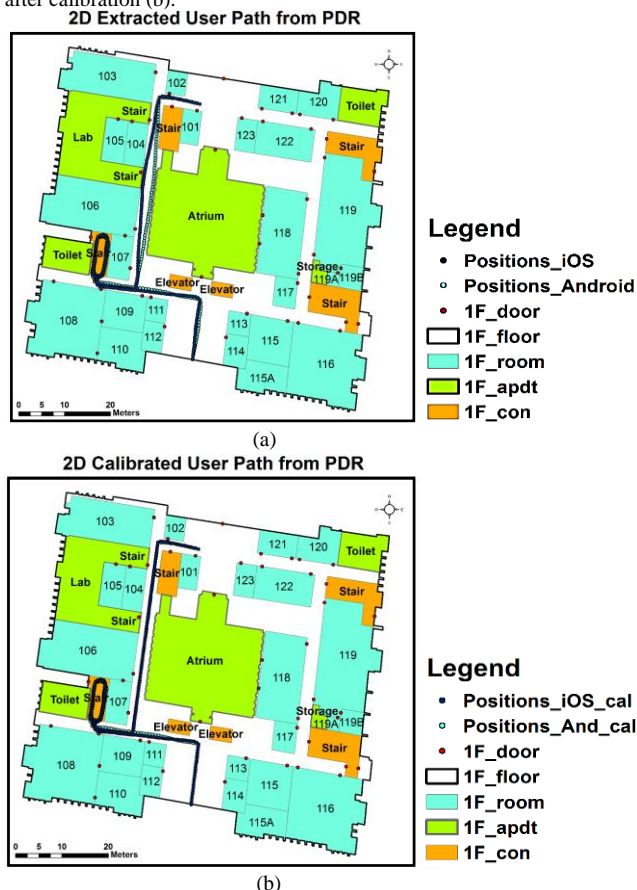 after calibration (b).
2D Extracted User Path from PDR
103
102
121
120
Toilet
Stair
Stair
101
123
122
Stair
Lab
105
104
Stair
119
106
Atrium
118
Toilet
Stair
107
Storage
119A
119B
Elevator
Elevator
117
Stair
108
109
111
113
115
116
110
112
114
115A
0 5 10 20
Meters
Legend
Positions_iOS
Positions_Android
1F_door
1F_floor
1F_room
1F_apdt
1F_con
(a)
2D Calibrated User Path from PDR
103
102
121
120
Toilet
Stair
Stair
101
123
122
Stair
Lab
105
104
Stair
119
106
Atrium
118
Toilet
Stair
107
Storage
119A
119B
Elevator
Elevator
117
Stair
108
109
111
113
115
116
110
112
114
115A
0 5 10 20
Meters
Legend
Positions_iOS_cal
Positions_And_cal
1F_door
1F_floor
1F_room
1F_apdt
1F_con
(b)